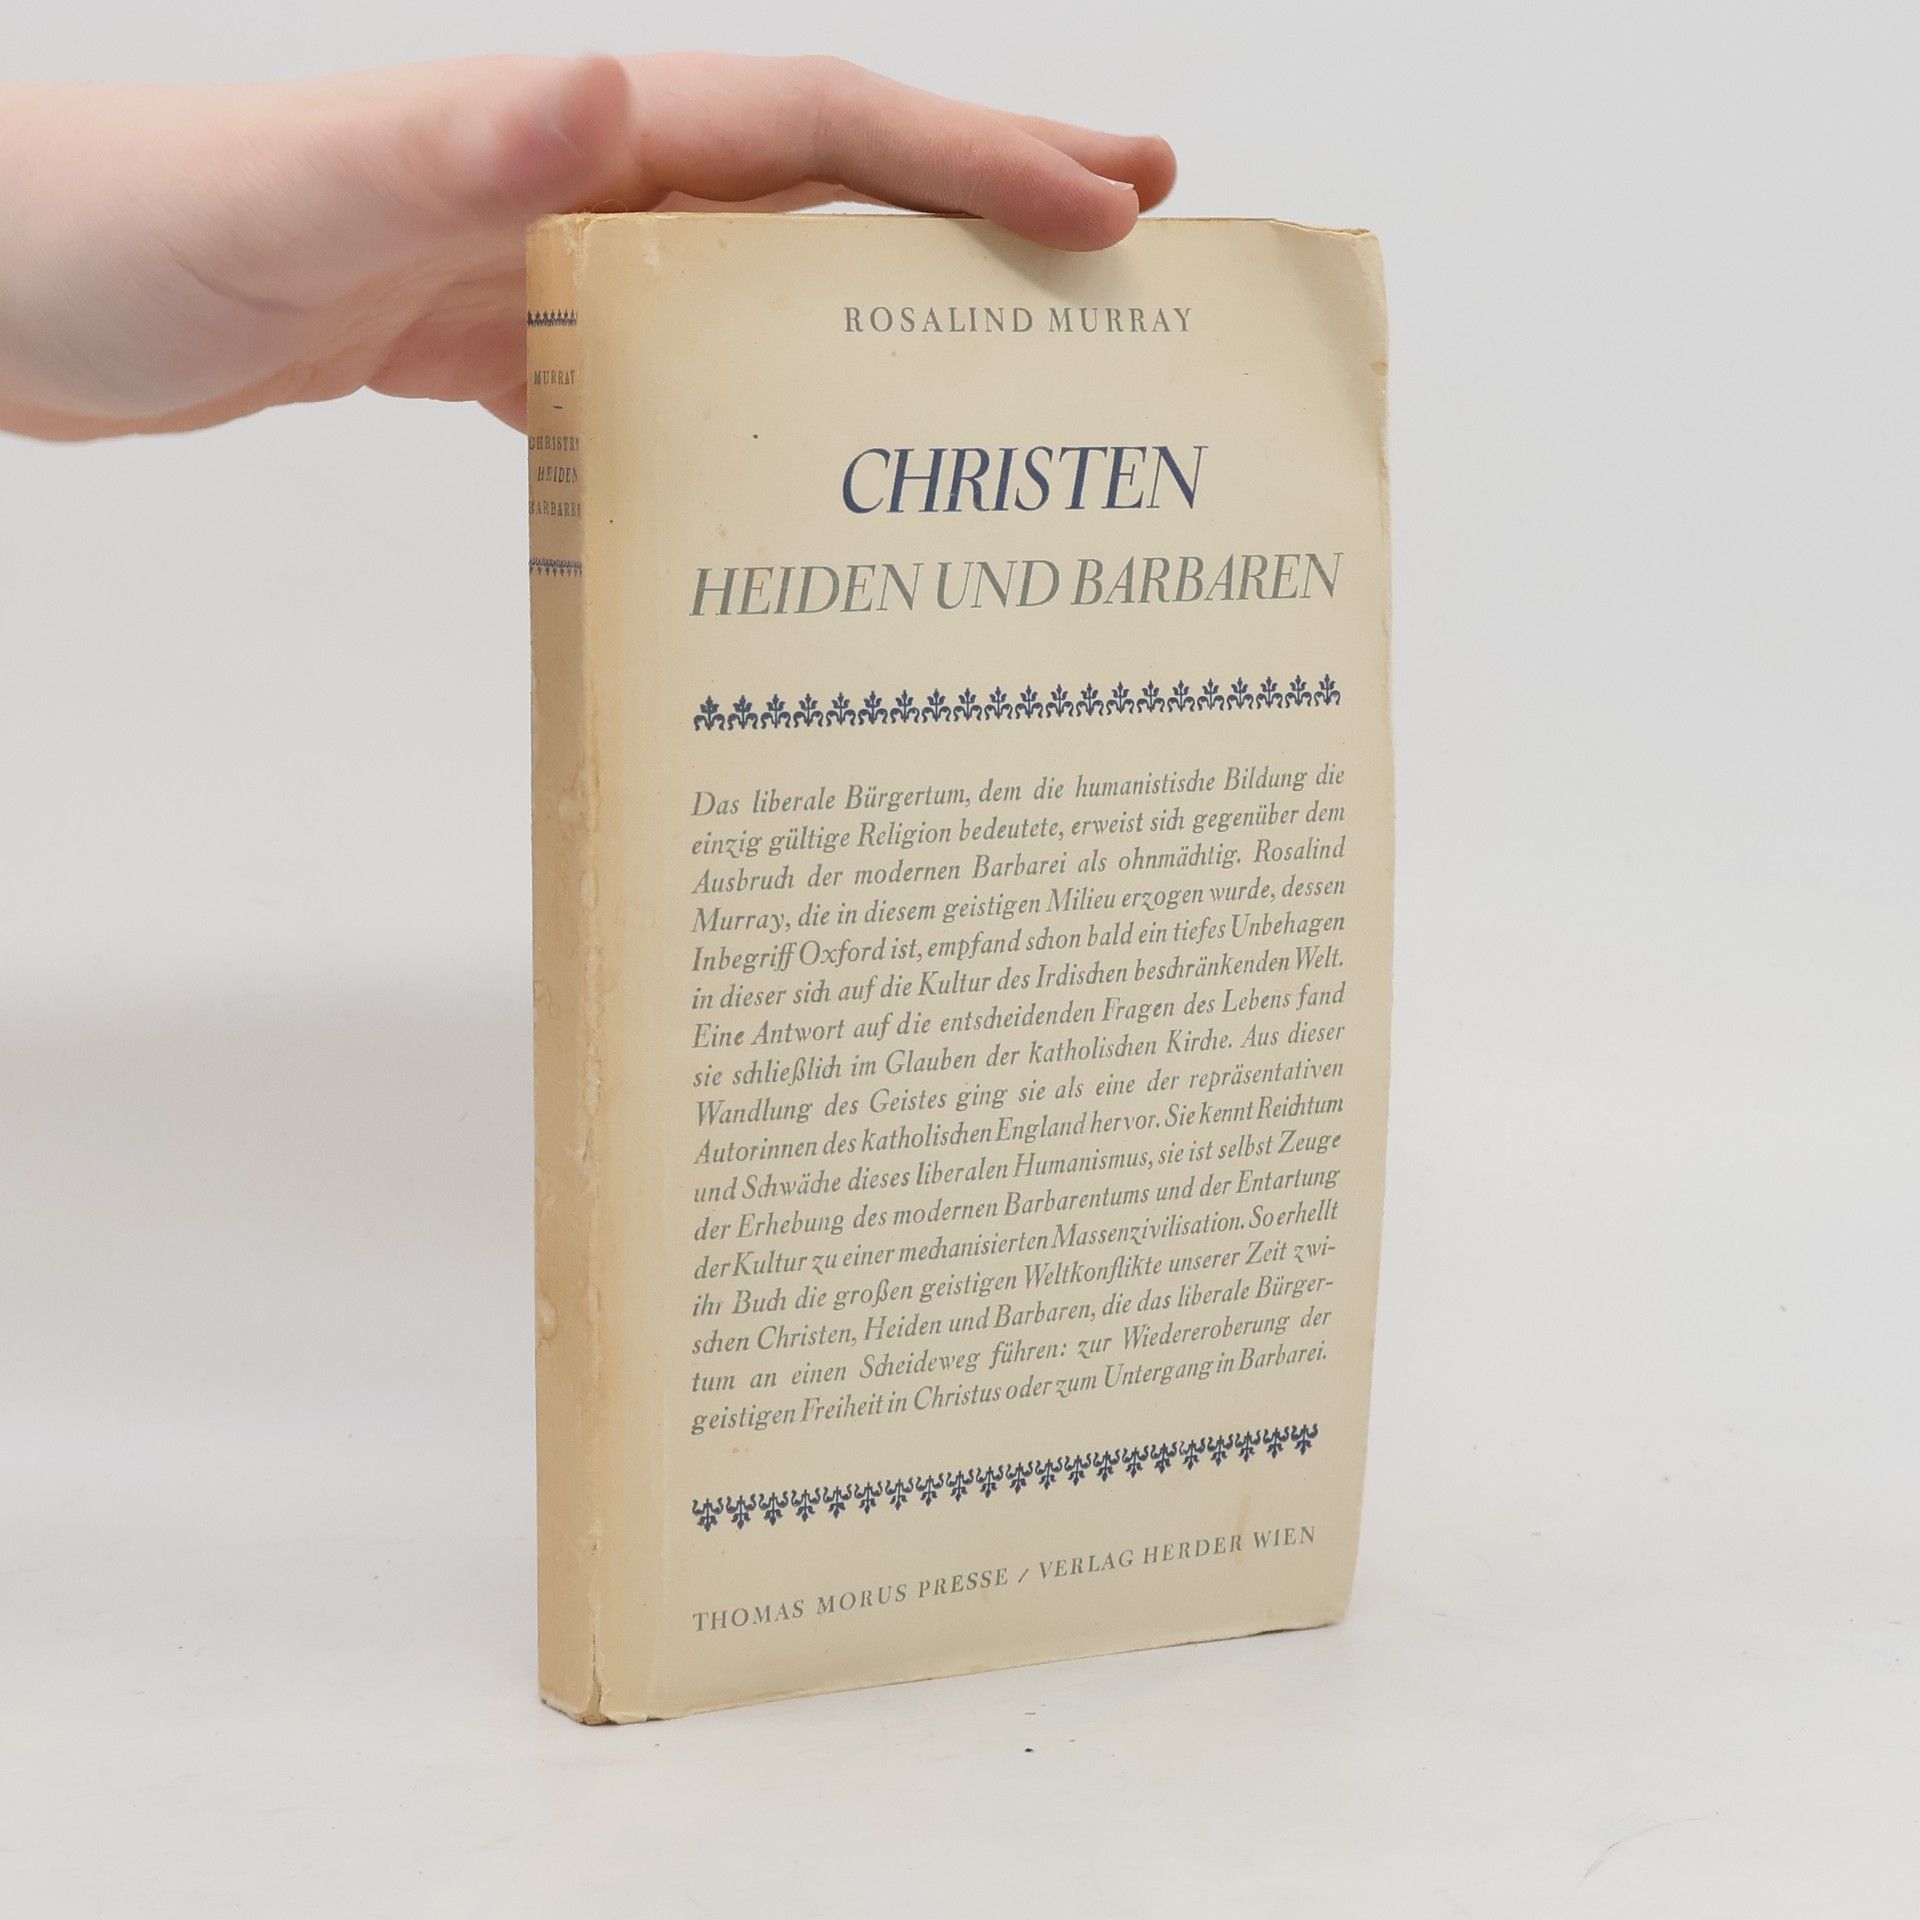 ROSALIND MURRAY
CHRISTEN
HEIDEN UND BARBAREN
Das liberale Bürgertum, dem die humanistische Bildung die
einzig gültige Religion bedeutete, erweist sich gegenüber dem
Ausbruch der modernen Barbarei als ohnmächtig. Rosalind
Murray, die in diesem geistigen Milieu erzogen wurde, dessen
Inbegriff Oxford ist, empfand schon bald ein tiefes Unbehagen
in dieser sich auf die Kultur des Irdischen beschränkenden Welt.
Eine Antwort auf die entscheidenden Fragen des Lebens fand
sie schließlich im Glauben der katholischen Kirche. Aus dieser
Wandlung des Geistes ging sie als eine der repräsentativen
Autorinnen des katholischen England hervor. Sie kennt Reichtum
und Schwäche dieses liberalen Humanismus, sie ist selbst Zeuge
der Erhebung des modernen Barbarentums und der Entartung
der Kultur zu einer mechanisierten Massenzivilisation. So erhellt
ihr Buch die großen geistigen Weltkonflikte unserer Zeit zwi-
schen Christen, Heiden und Barbaren, die das liberale Bürger-
tum an einen Scheideweg führen: zur Wiedereroberung der
geistigen Freiheit in Christus oder zum Untergang in Barbarei.
THOMAS MORUS PRESSE / VERLAG HERDER WIEN
MURRAY
–
CHRISTEN
HEIDEN
BARBAREN